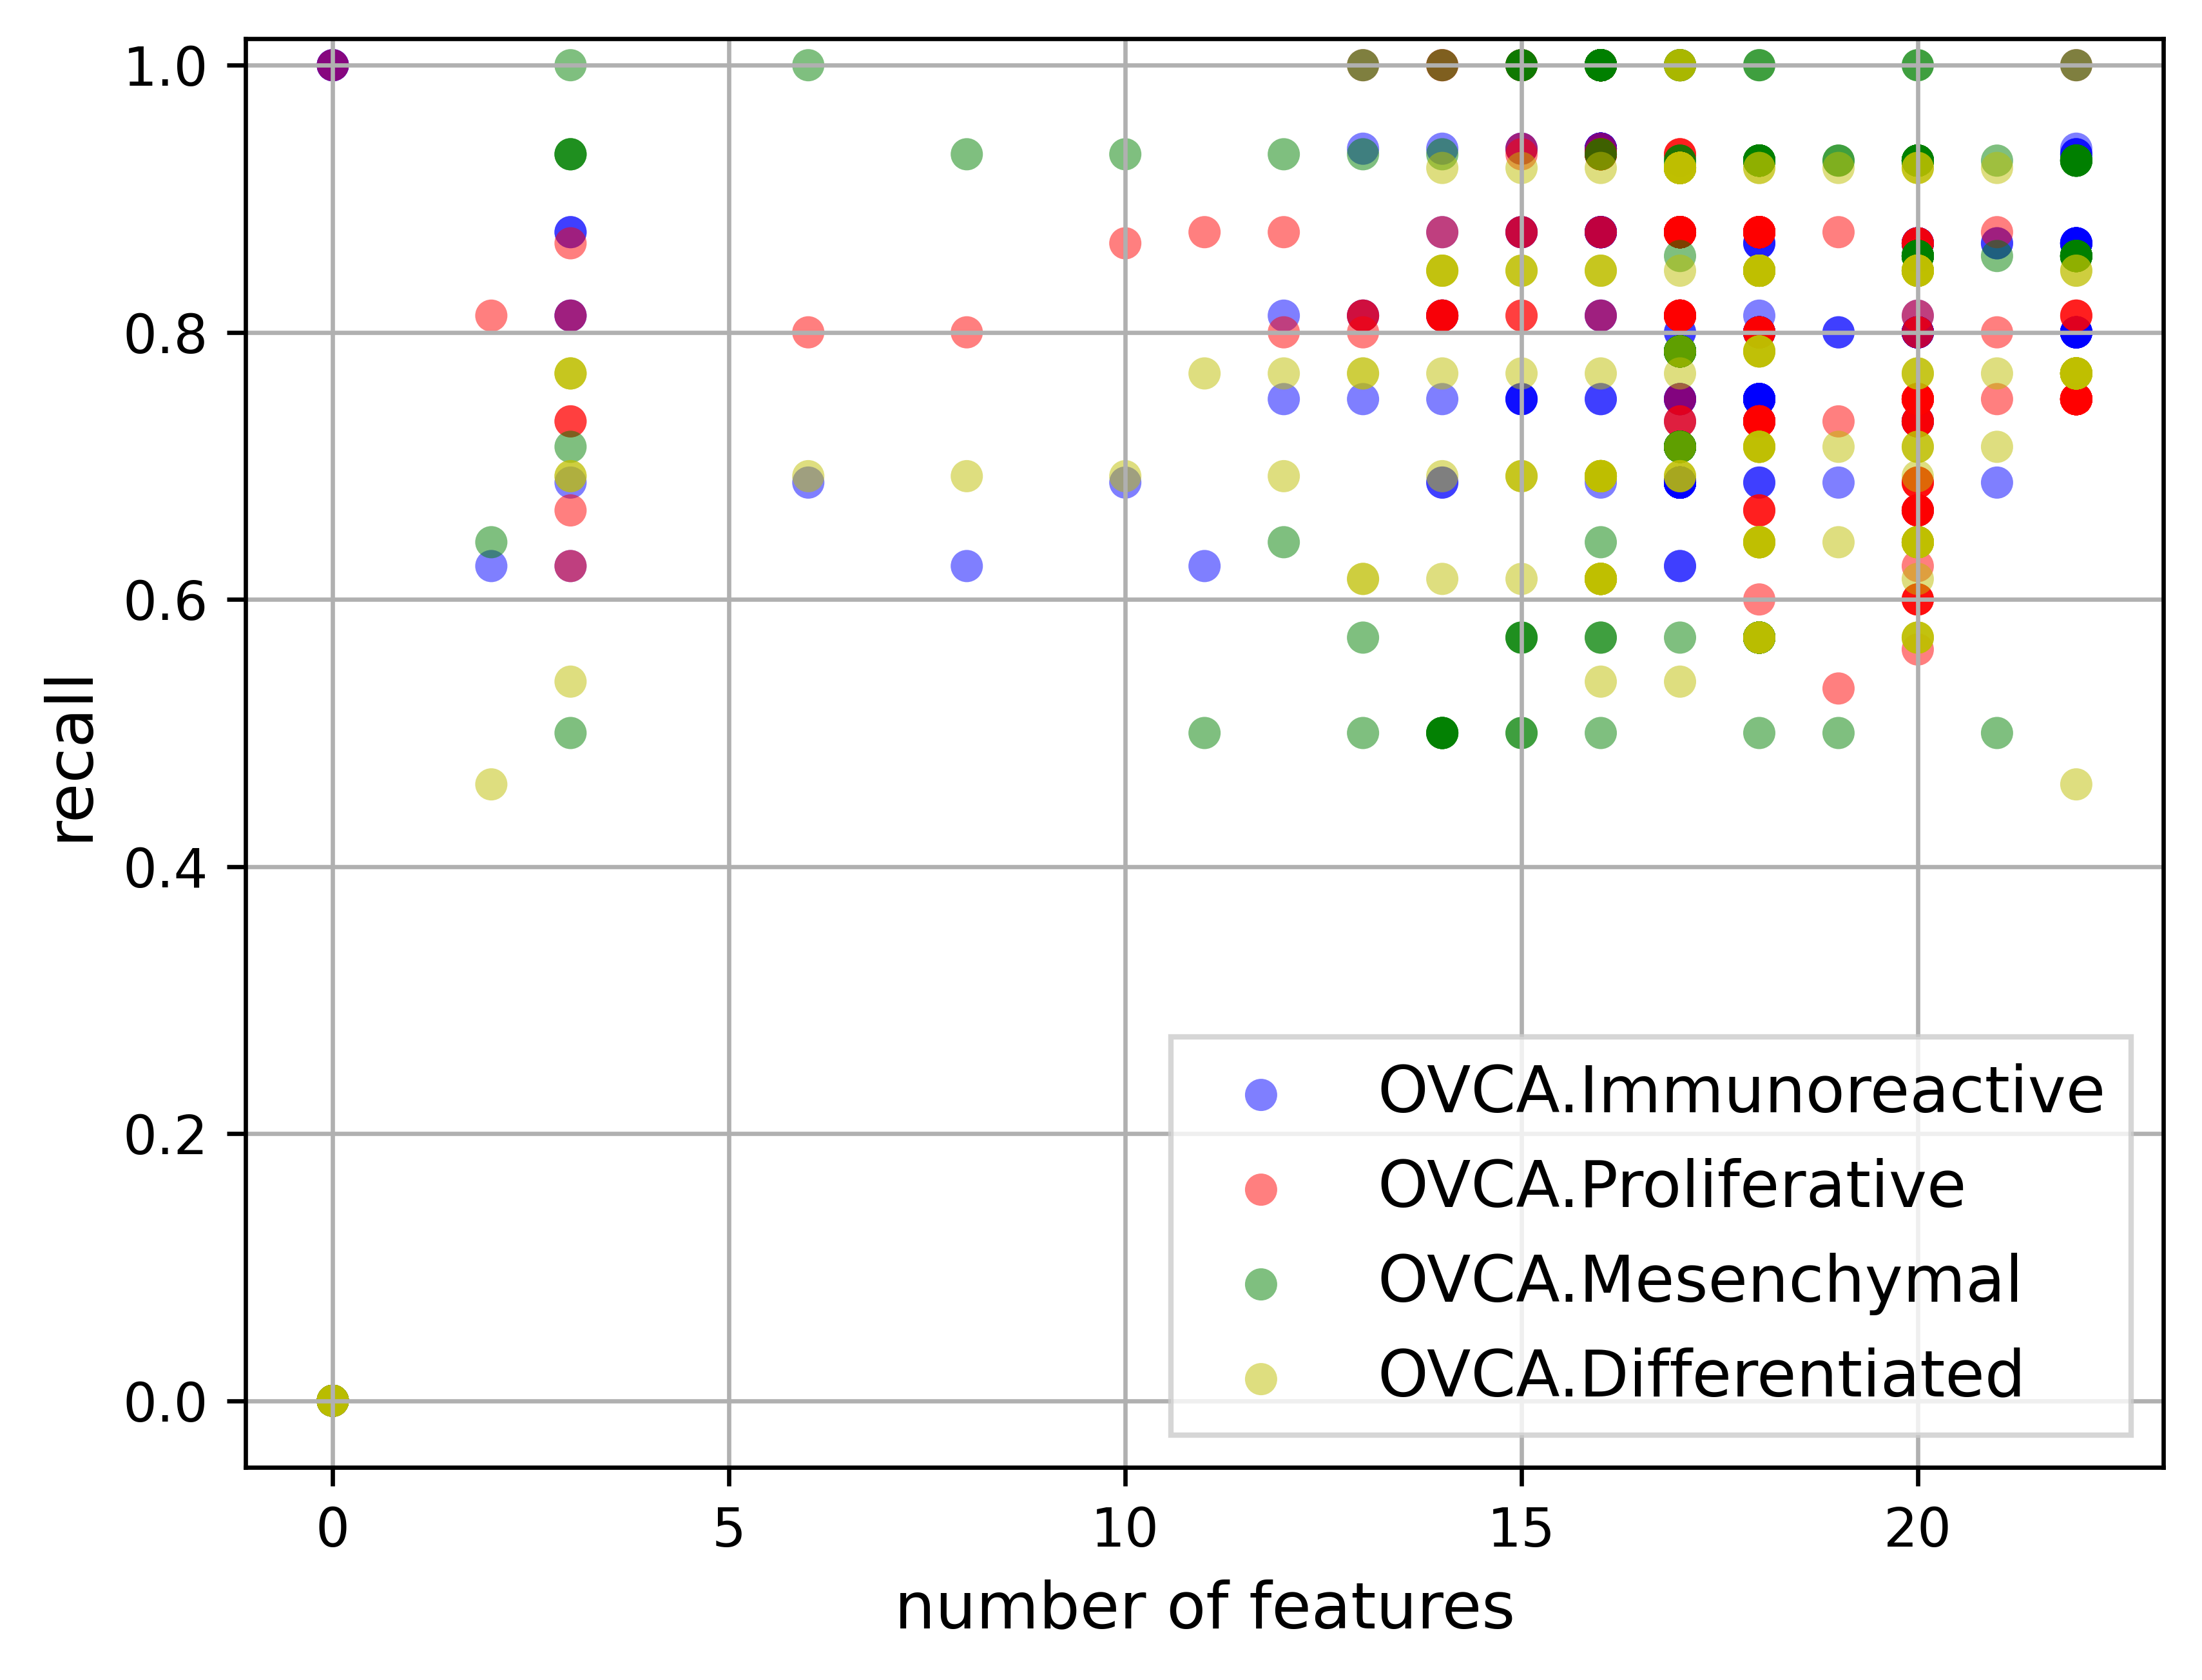 1.0
0.8
0.6
0.4
0.2
0.0
recall
OVCA.Immunoreactive
OVCA.Proliferative
OVCA.Mesenchymal
OVCA.Differentiated
0 5 10 15 20
number of features